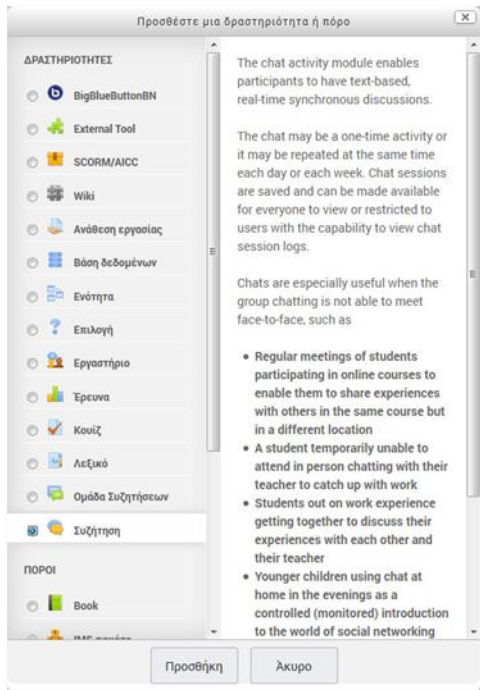 Προσθέστε μια δραστηριότητα ή πόρο
ΔΡΑΣΤΗΡΙΟΤΗΤΕΣ
BigBlueButtonBN
External Tool
SCORM/AICC
Wiki
Ανάθεση εργασίας
Βάση δεδομένων
Ενότητα
Επιλογή
Εργαστήριο
Έρευνα
Κουίζ
Λεξικό
Ομάδα Συζητήσεων
Συζήτηση
ΠΟΡΟΙ
Book
The chat activity module enables
participants to have text-based,
real-time synchronous discussions.
The chat may be a one-time activity or
it may be repeated at the same time
each day or each week. Chat sessions
are saved and can be made available
for everyone to view or restricted to
users with the capability to view chat
session logs.
Chats are especially useful when the
group chatting is not able to meet
face-to-face, such as
• Regular meetings of students
participating in online courses to
enable them to share experiences
with others in the same course but
in a different location
• A student temporarily unable to
attend in person chatting with their
teacher to catch up with work
• Students out on work experience
getting together to discuss their
experiences with each other and
their teacher
• Younger children using chat at
home in the evenings as a
controlled (monitored) introduction
to the world of social networking
Προσθήκη
Άκυρο